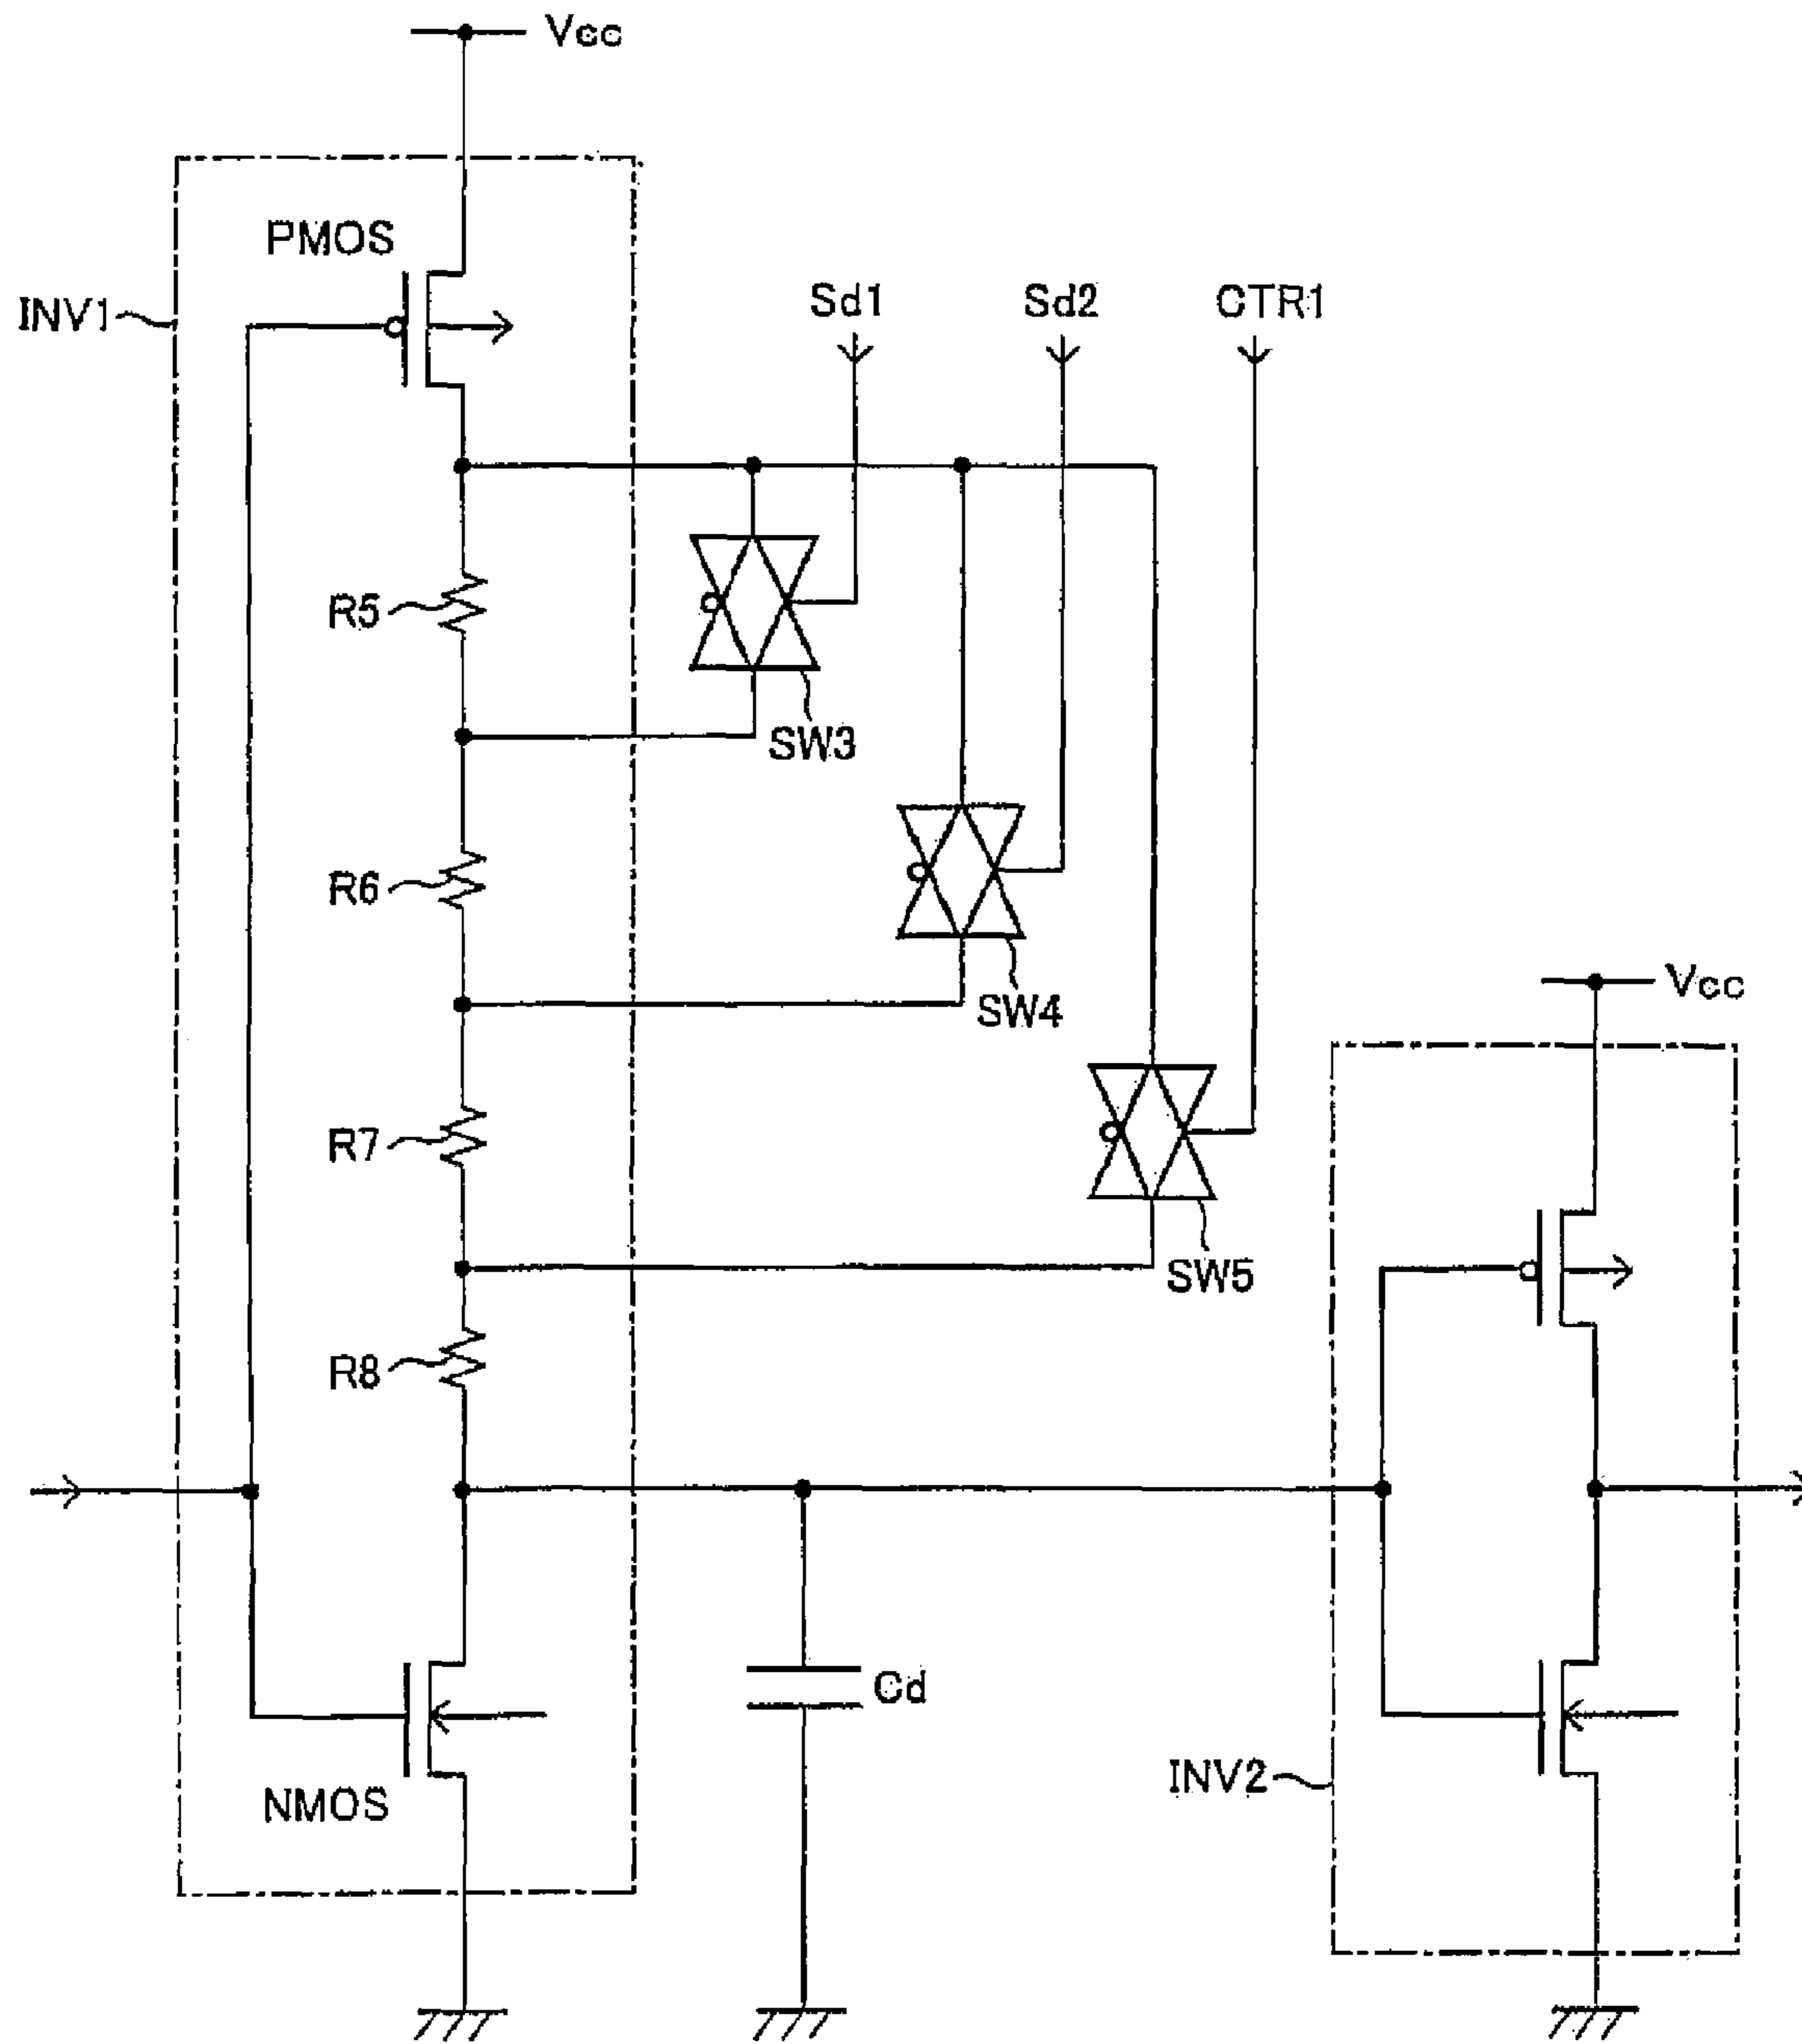 Vcc
PMOS
INV1
Sd1
Sd2
CTR1
R5
SW3
R6
SW4
Vcc
R7
SW5
R8
Cd
INV2
NMOS